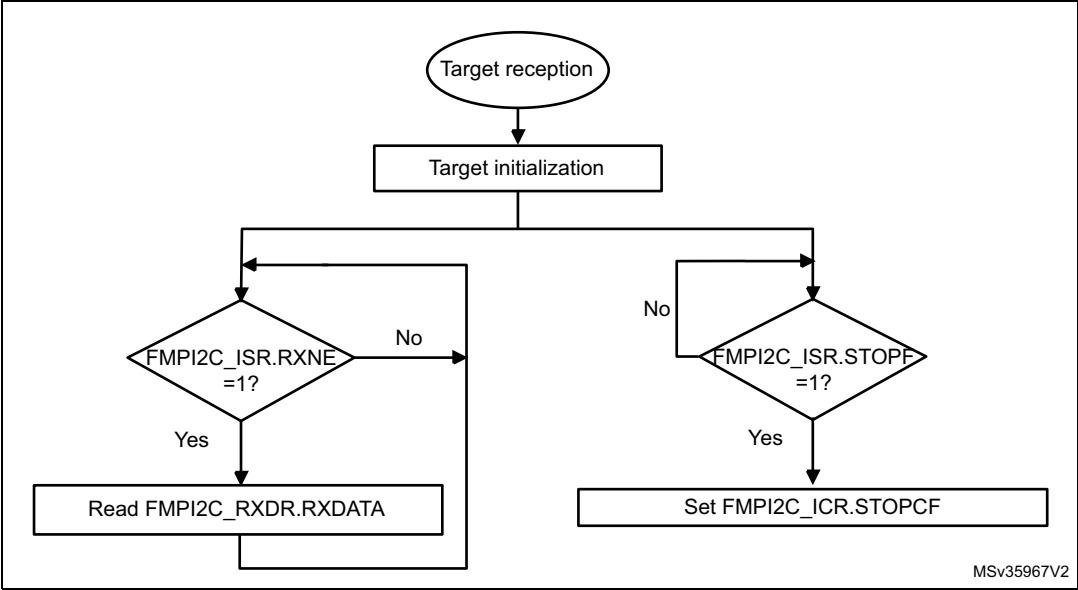 Target reception
Target initialization
No
FMPI2C_ISR.RXNE
=1?
Yes
Read FMPI2C_RXDR.RXDATA
No
FMPI2C_ISR.STOPF
=1?
Yes
Set FMPI2C_ICR.STOPCF
MSv35967V2